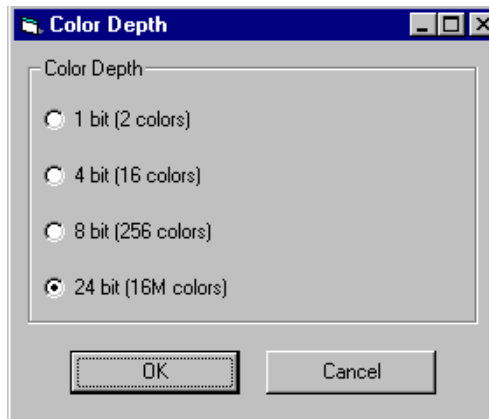 Color Depth
Color Depth
1 bit (2 colors)
4 bit (16 colors)
8 bit (256 colors)
24 bit (16M colors)
OK Cancel